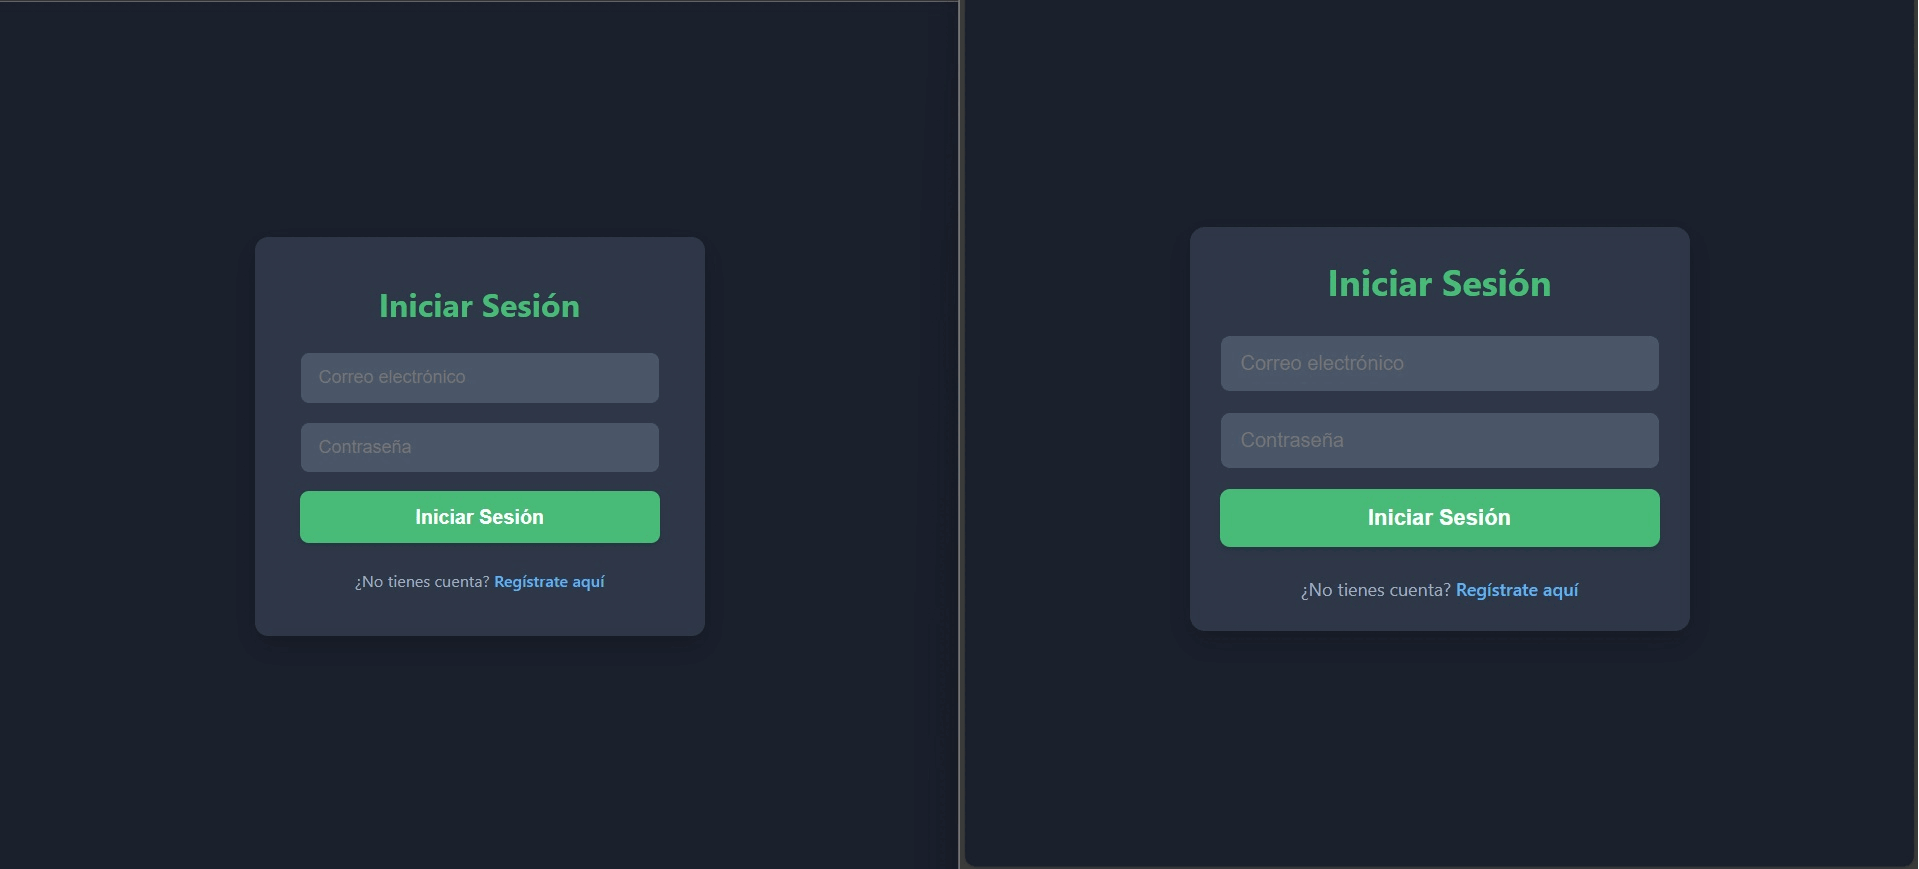 Iniciar Sesión
Correo electrónico
Contraseña
Iniciar Sesión
¿No tienes cuenta? Regístrate aquí
Iniciar Sesión
Correo electrónico
Contraseña
Iniciar Sesión
¿No tienes cuenta? Regístrate aquí